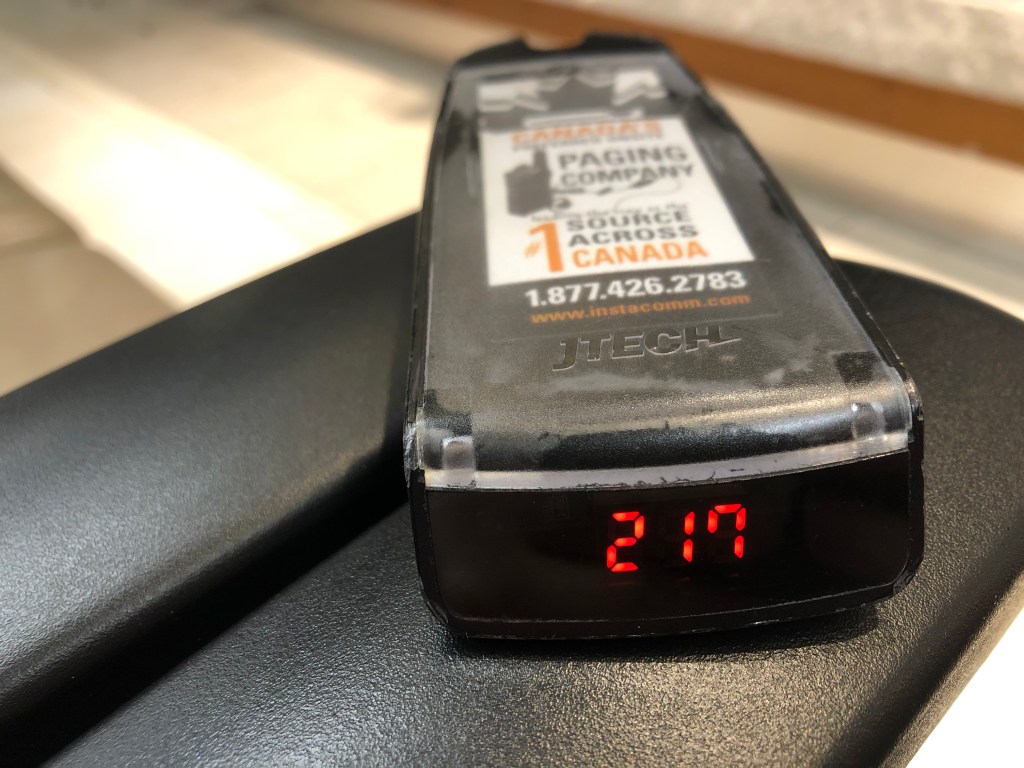 CANADA'S
PAGING
COMPANY
SOURCE
#1 ACROSS
CANADA
1.877.426.2783
www.instacomm.com
JTECH
217